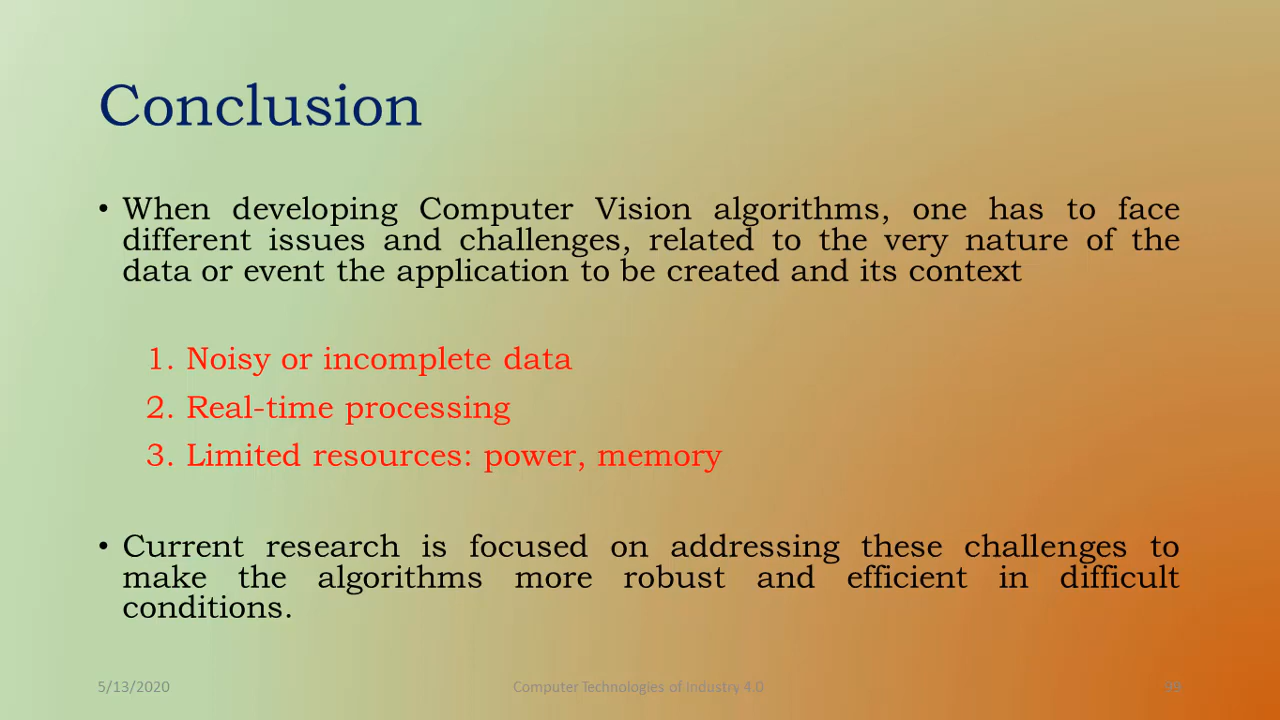 Conclusion
• When developing Computer Vision algorithms, one has to face
different issues and challenges, related to the very nature of the
data or event the application to be created and its context
1. Noisy or incomplete data
2. Real-time processing
3. Limited resources: power, memory
• Current research is focused on addressing these challenges to
make the algorithms more robust and efficient in difficult
conditions.
5/13/2020
Computer Technologies of Industry 4.0